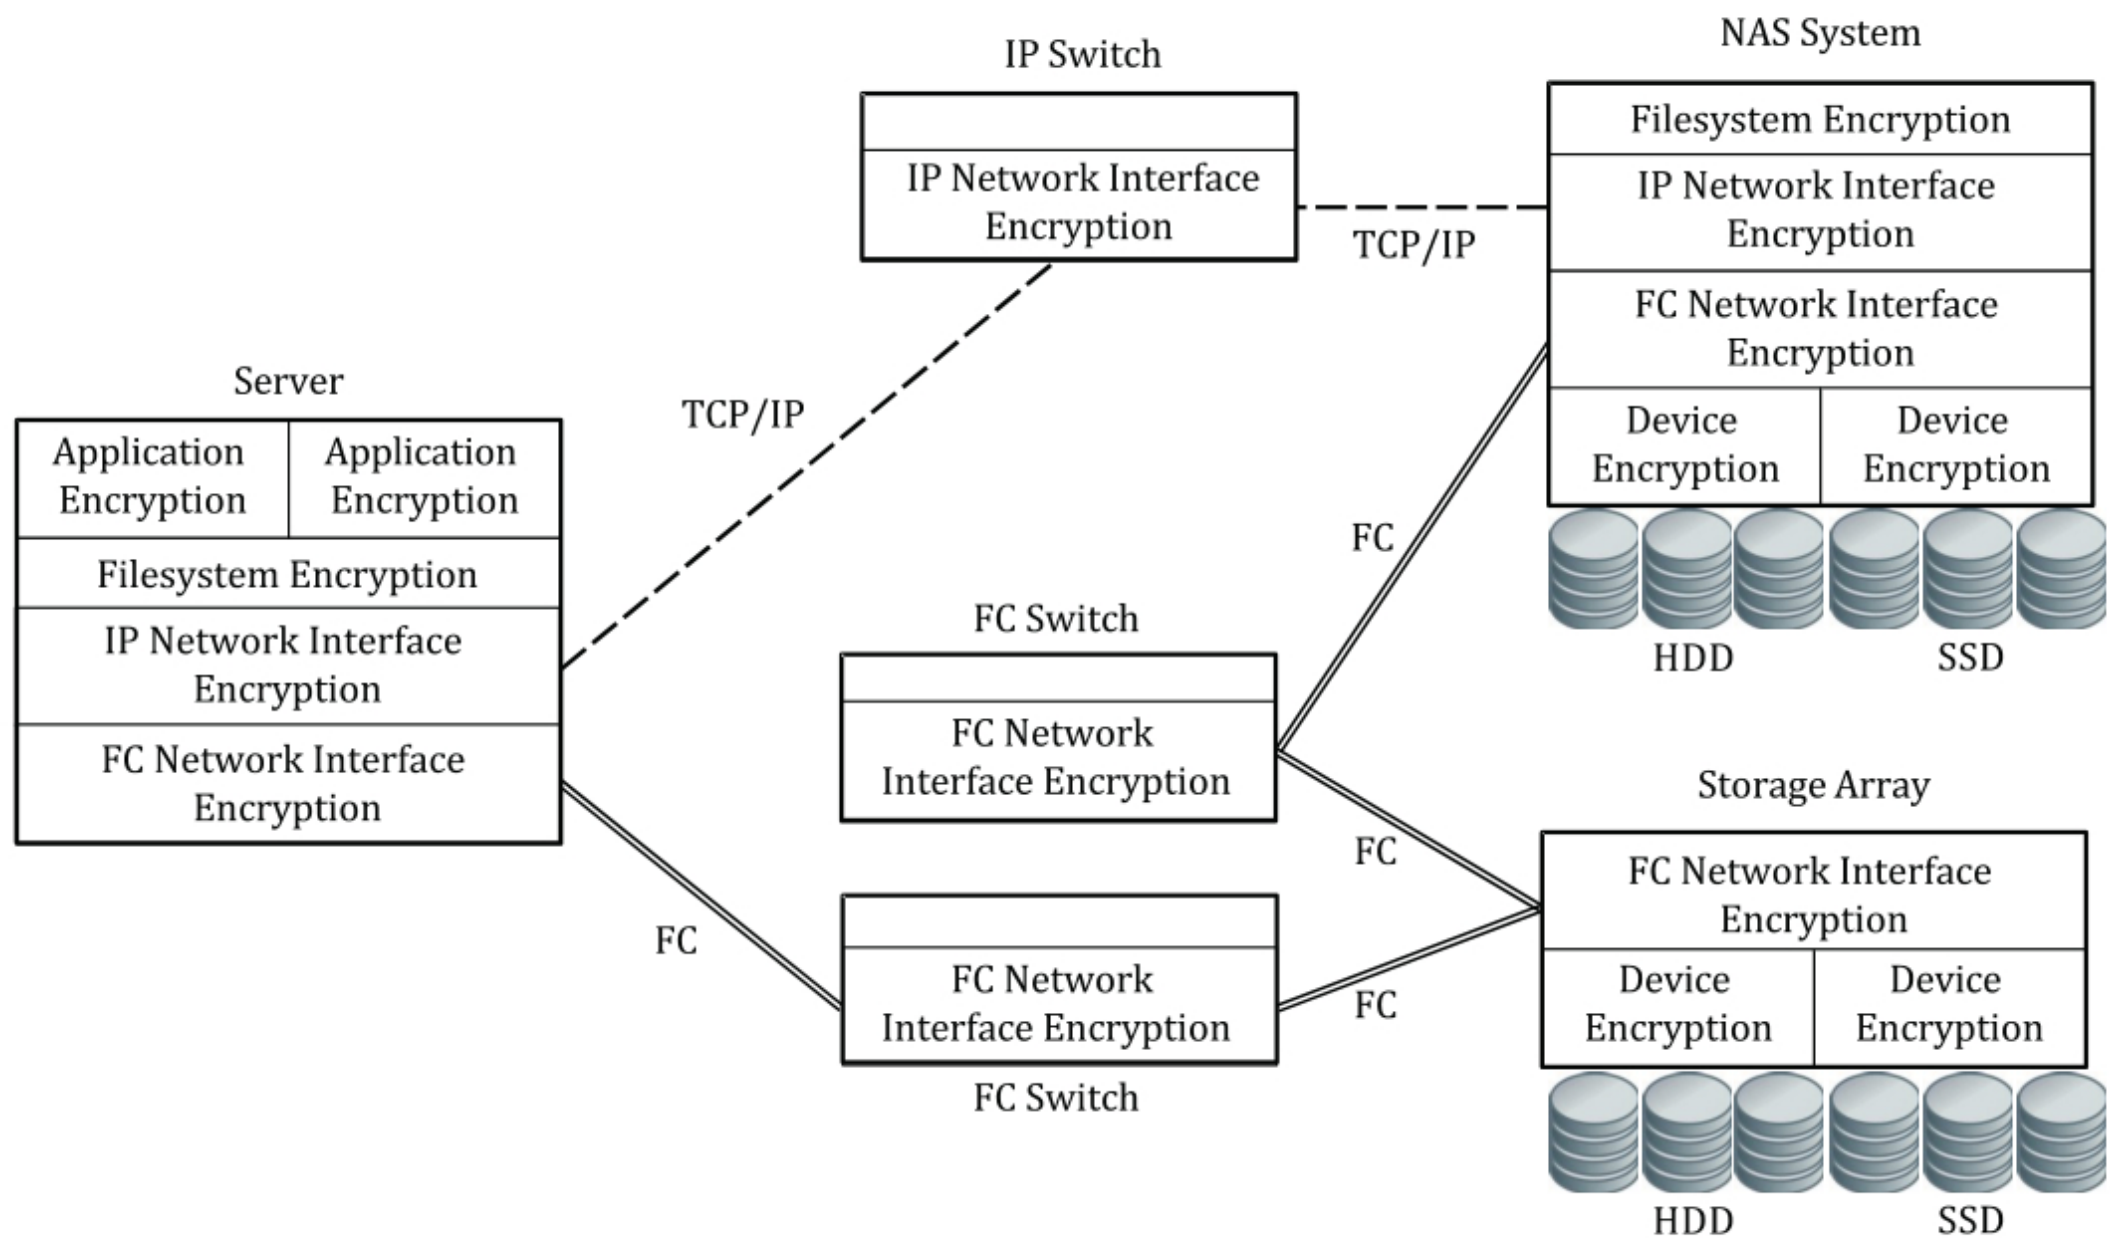 NAS System
IP Switch
Filesystem Encryption
IP Network Interface
Encryption
IP Network Interface
Encryption
TCP/IP
FC Network Interface
Encryption
Device
Encryption
Device
Encryption
HDD
SSD
Server
TCP/IP
Application
Encryption
Application
Encryption
Filesystem Encryption
IP Network Interface
Encryption
FC Network Interface
Encryption
FC
FC Switch
FC Network
Interface Encryption
FC
FC
FC Network
Interface Encryption
FC Switch
FC
Storage Array
FC Network Interface
Encryption
Device
Encryption
Device
Encryption
HDD
SSD